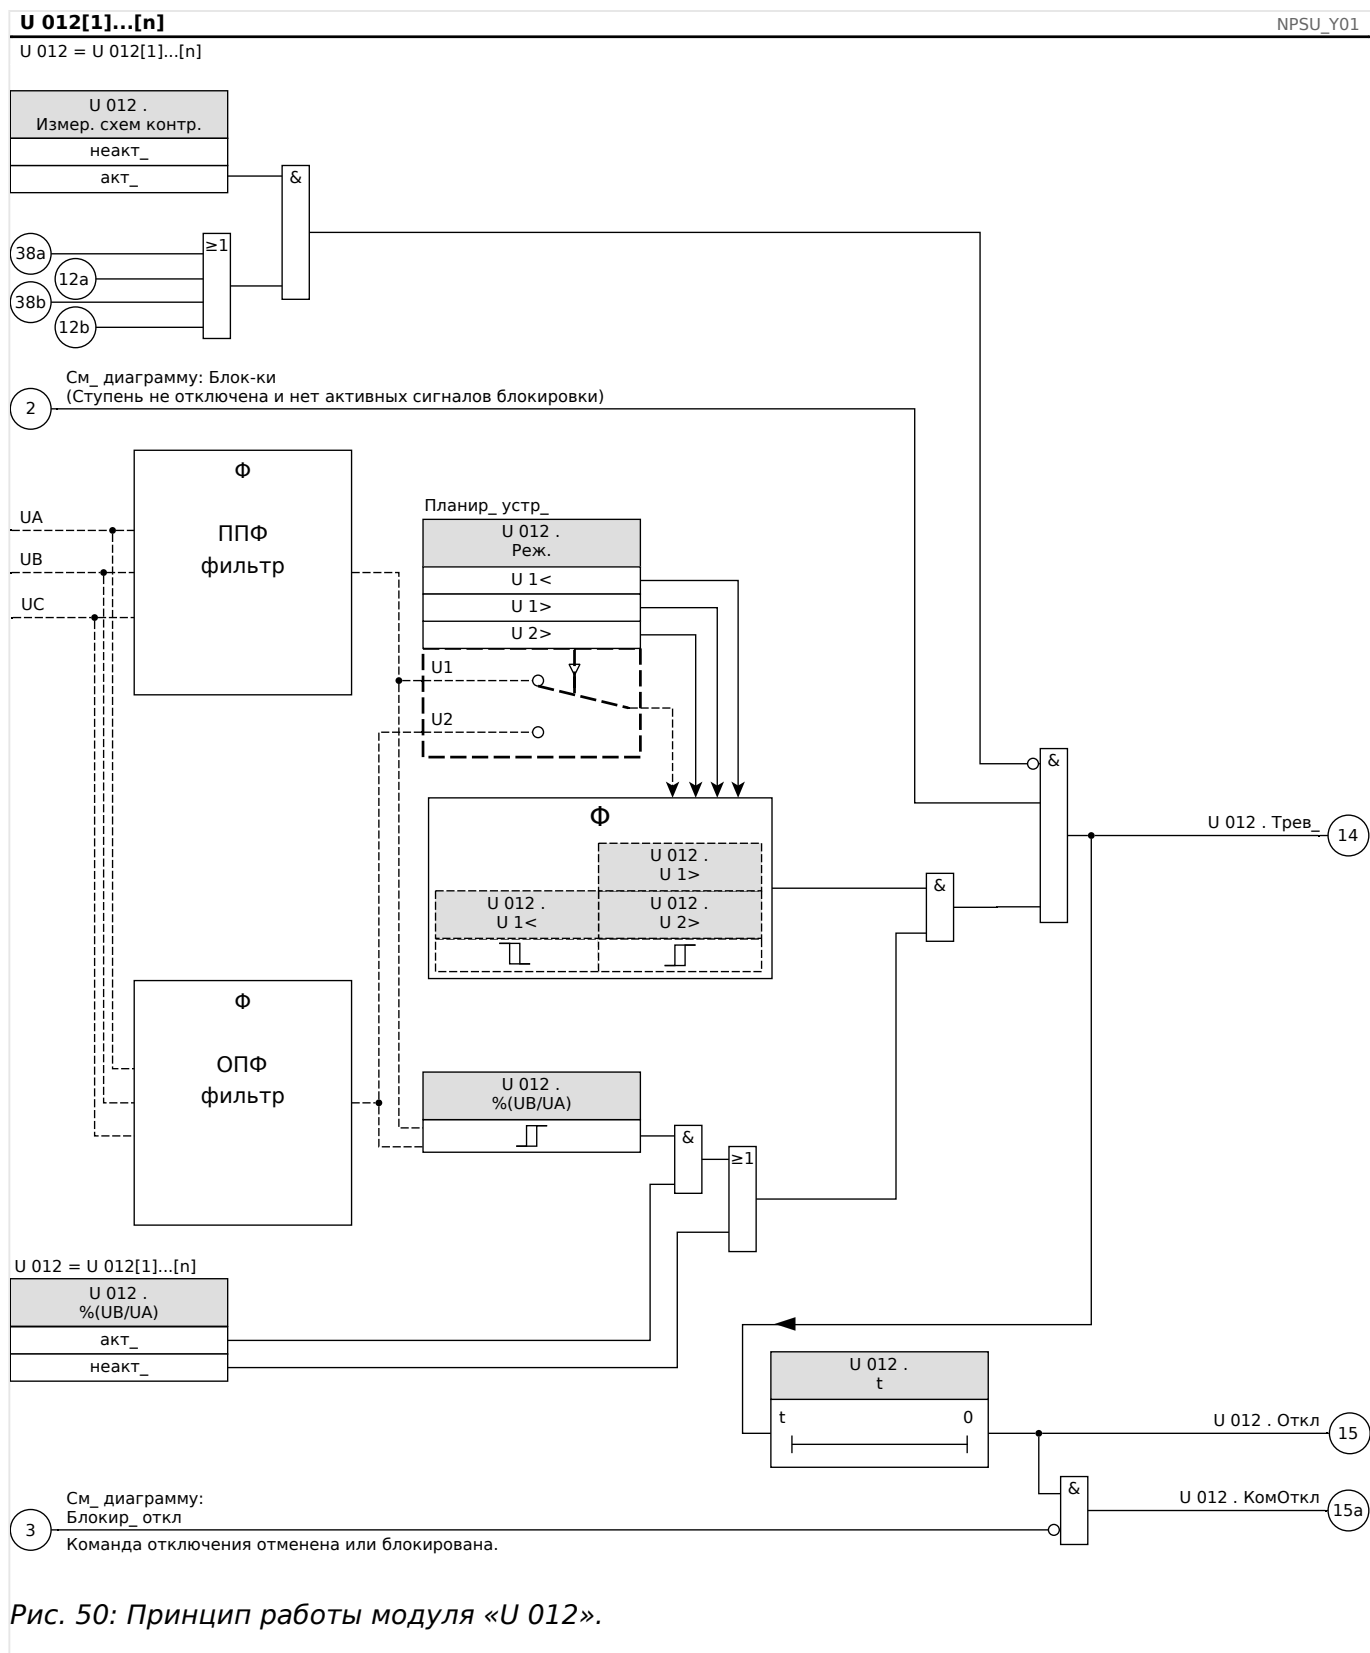 U 012[1]...[n]
NPSU_Y01
U 012 = U 012[1]...[n]
U 012 .
Измер. схем контр.
неакт_
акт_
&
38a
12a
38b
12b
≥1
См_ диаграмму: Блок-ки
(Ступень не отключена и нет активных сигналов блокировки)
2
Ф
ППФ
фильтр
UA
UB
UC
Планир_ устр_
U 012 .
Реж.
U 1<
U 1>
U 2>
U1
U2
&
Ф
U 012 .
U 1>
U 012 .
U 1<
U 012 .
U 2>
&
U 012 . Трев_
14
Ф
ОПФ
фильтр
U 012 .
%(UB/UA)
&
≥1
U 012 = U 012[1]...[n]
U 012 .
%(UB/UA)
акт_
неакт_
U 012 .
t
t
0
U 012 . Откл
15
См_ диаграмму:
Блокир_ откл
3
Команда отключения отменена или блокирована.
&
U 012 . КомОткл
15a
Рис. 50: Принцип работы модуля «U 012».